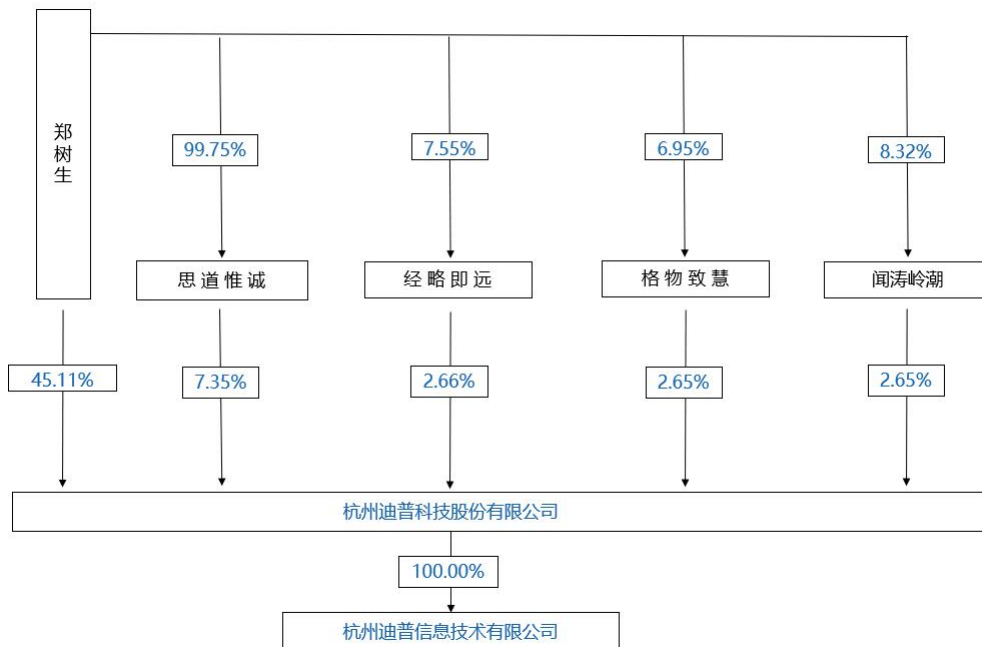 郑树生
99.75%
7.55%
6.95%
8.32%
思道惟诚
经略即远
格物致慧
闻涛岭潮
45.11%
7.35%
2.66%
2.65%
2.65%
杭州迪普科技股份有限公司
100.00%
杭州迪普信息技术有限公司